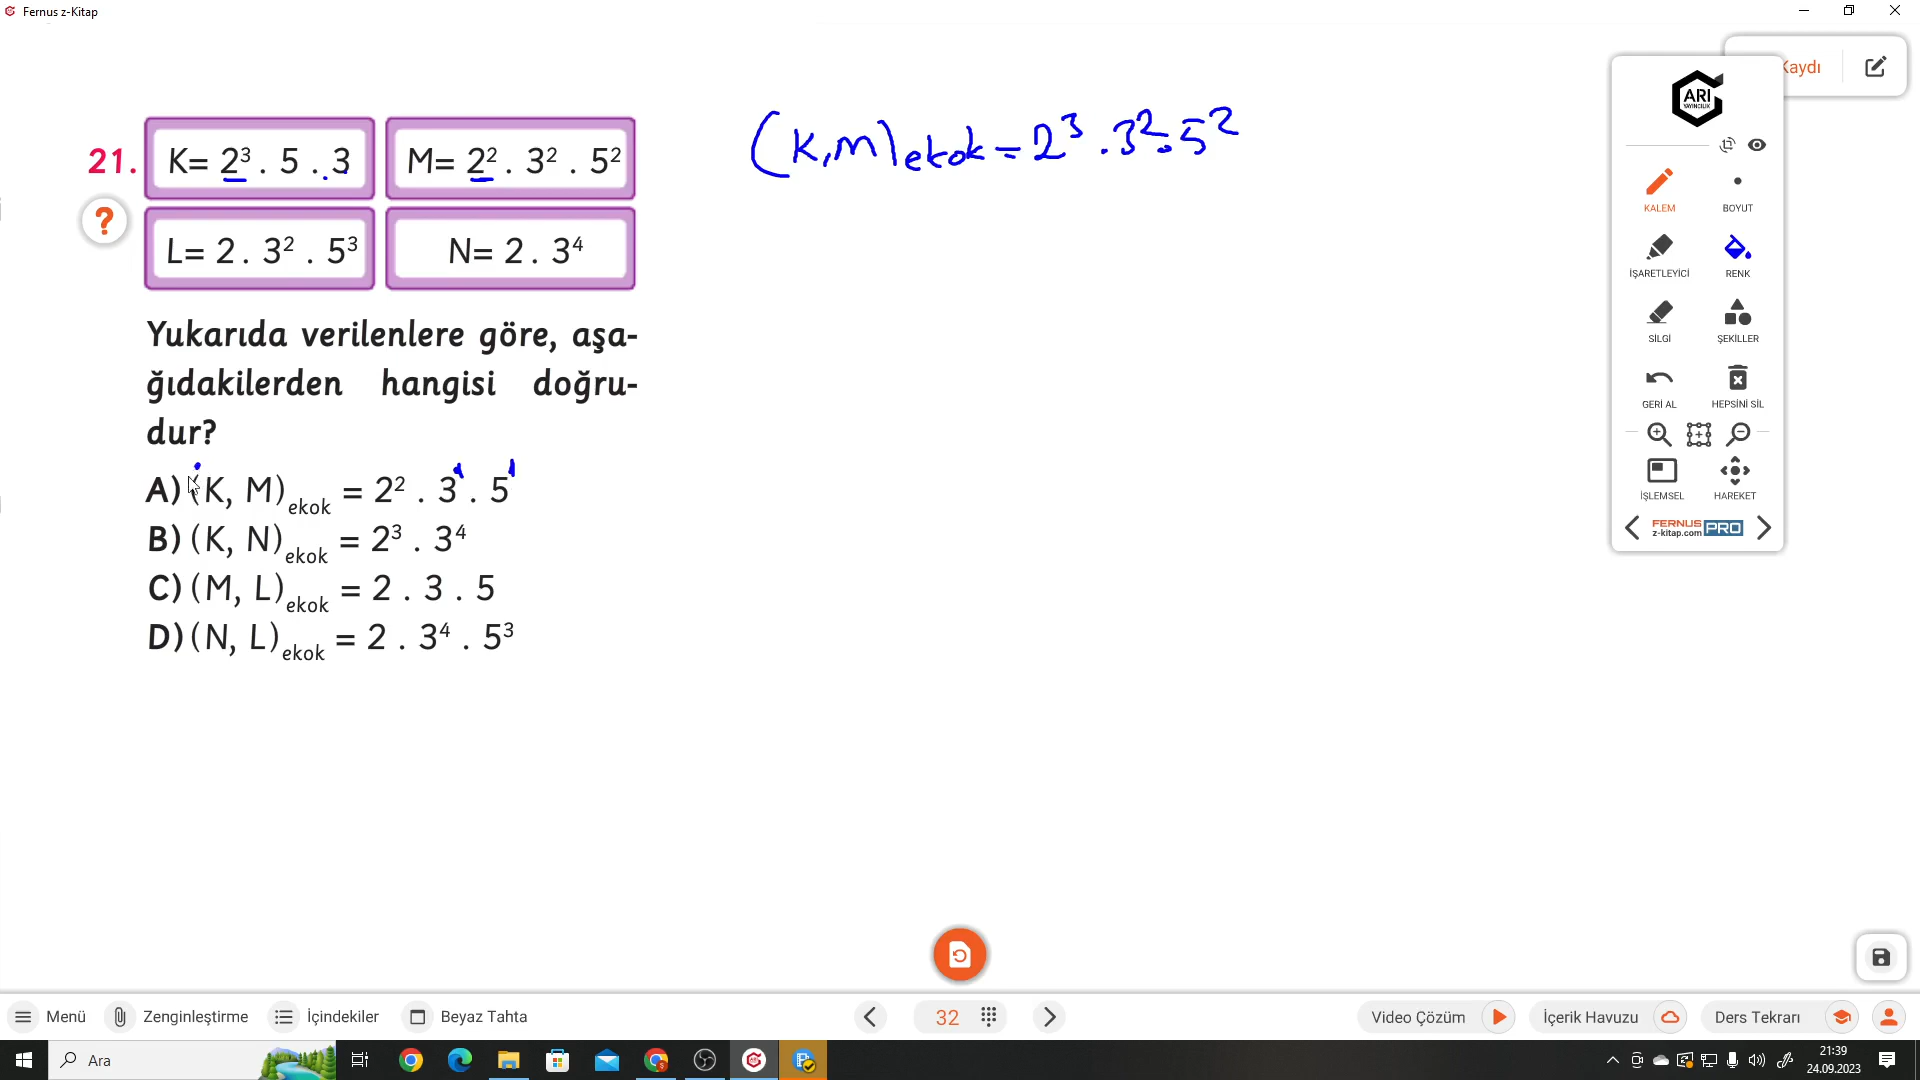 Fernus z-Kitap
Kaydı
ARI
YAYINCILIK
21. K= 2³ . 5 . 3 M= 2² . 3² . 5²
L= 2 . 3² . 5³ N= 2 . 3⁴
?
(K,M)ekok = 2³ . 3² . 5²
Yukarıda verilenlere göre, aşa-
ğıdakilerden hangisi doğru-
dur?
A) (K, M)ekok = 2² . 3 . 5
B) (K, N)ekok = 2³ . 3⁴
C) (M, L)ekok = 2 . 3 . 5
D) (N, L)ekok = 2 . 3⁴ . 5³
KALEM BOYUT
İŞARETLEYİCİ RENK
SİLGİ ŞEKİLLER
GERİ AL HEPSİNİ SİL
İŞLEMSEL HAREKET
FERNUS PRO
z-kitap.com
Menü Zenginleştirme İçindekiler Beyaz Tahta 32 Video Çözüm İçerik Havuzu Ders Tekrarı
Ara 21:39
24.09.2023